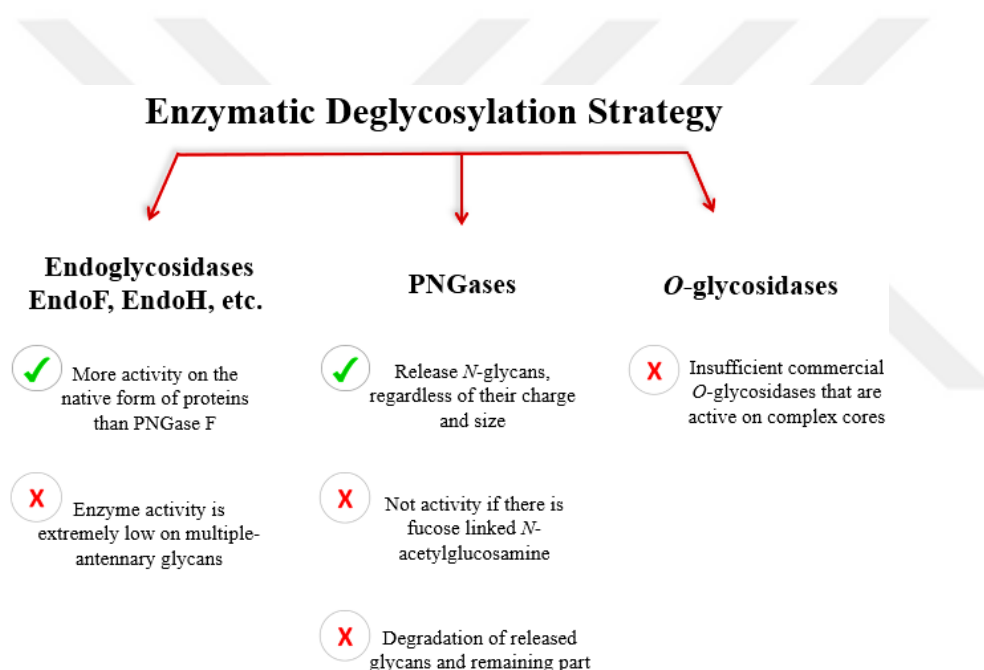 Enzymatic Deglycosylation Strategy
Endoglycosidases
EndoF, EndoH, etc.
More activity on the
native form of proteins
than PNGase F
Enzyme activity is
extremely low on multiple-
antennary glycans
PNGases
Release N-glycans,
regardless of their charge
and size
Not activity if there is
fucose linked N-
acetylglucosamine
Degradation of released
glycans and remaining part
O-glycosidases
Insufficient commercial
O-glycosidases that are
active on complex cores